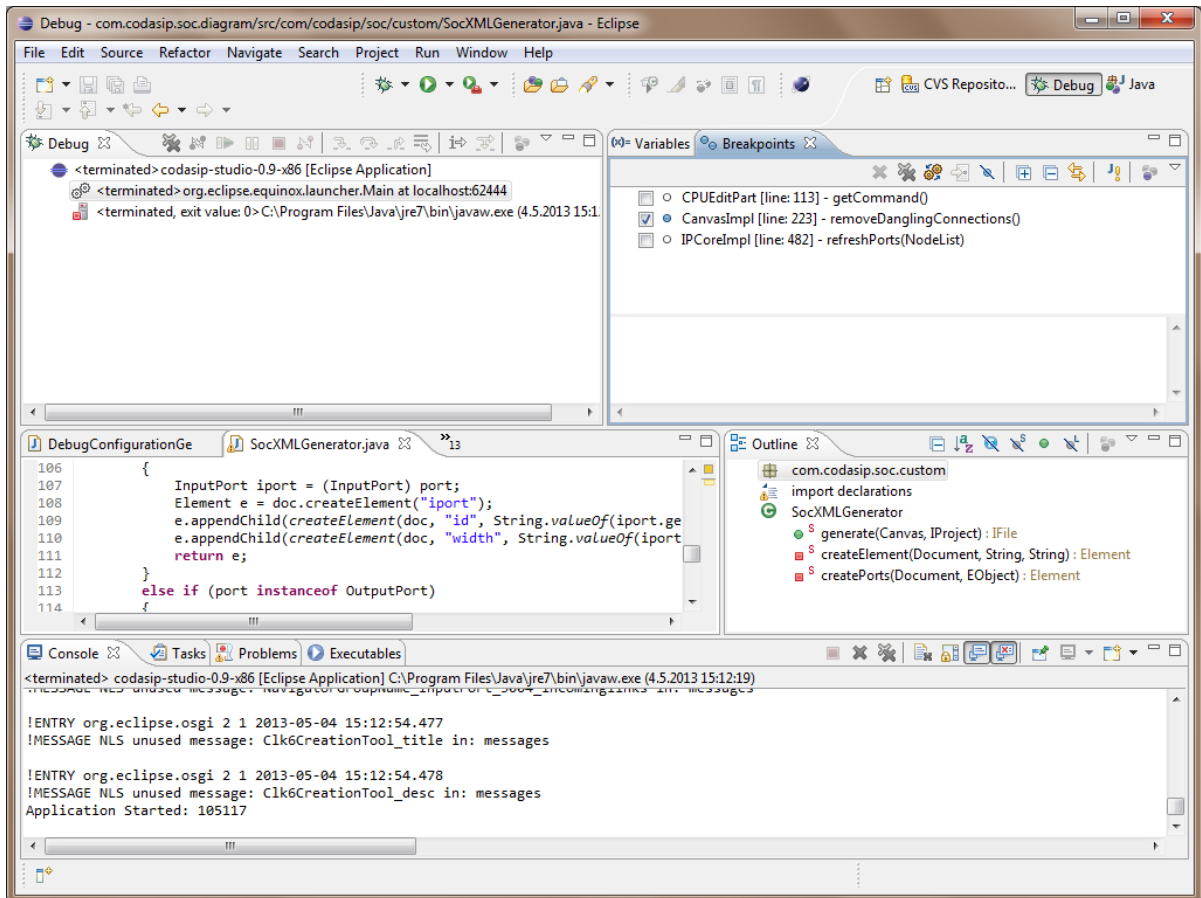 Debug - com.codasip.soc.diagram/src/com/codasip/soc/custom/SocXMLGenerator.java - Eclipse
File Edit Source Refactor Navigate Search Project Run Window Help
CVS Reposito... Debug Java
Debug
<terminated>codasip-studio-0.9-x86 [Eclipse Application]
<terminated>org.eclipse.equinox.launcher.Main at localhost:62444
<terminated, exit value: 0>C:\Program Files\Java\jre7\bin\javaw.exe (4.5.2013 15:1
(x)= Variables Breakpoints
CPUEditPart [line: 113] - getCommand()
CanvasImpl [line: 223] - removeDanglingConnections()
IPCoreImpl [line: 482] - refreshPorts(NodeList)
DebugConfigurationGe SocXMLGenerator.java »13
106 {
107 InputPort iport = (InputPort) port;
108 Element e = doc.createElement("iport");
109 e.appendChild(createElement(doc, "id", String.valueOf(iport.ge
110 e.appendChild(createElement(doc, "width", String.valueOf(iport
111 return e;
112 }
113 else if (port instanceof OutputPort)
114 {
Outline
com.codasip.soc.custom
import declarations
SocXMLGenerator
generate(Canvas, IProject) : IFile
createElement(Document, String, String) : Element
createPorts(Document, EObject) : Element
Console Tasks Problems Executables
<terminated> codasip-studio-0.9-x86 [Eclipse Application] C:\Program Files\Java\jre7\bin\javaw.exe (4.5.2013 15:12:19)
!MESSAGE NLS unused message: NavigatorGroupName_InputPort_3004_incominglinks in: messages
!ENTRY org.eclipse.osgi 2 1 2013-05-04 15:12:54.477
!MESSAGE NLS unused message: Clk6CreationTool_title in: messages
!ENTRY org.eclipse.osgi 2 1 2013-05-04 15:12:54.478
!MESSAGE NLS unused message: Clk6CreationTool_desc in: messages
Application Started: 105117